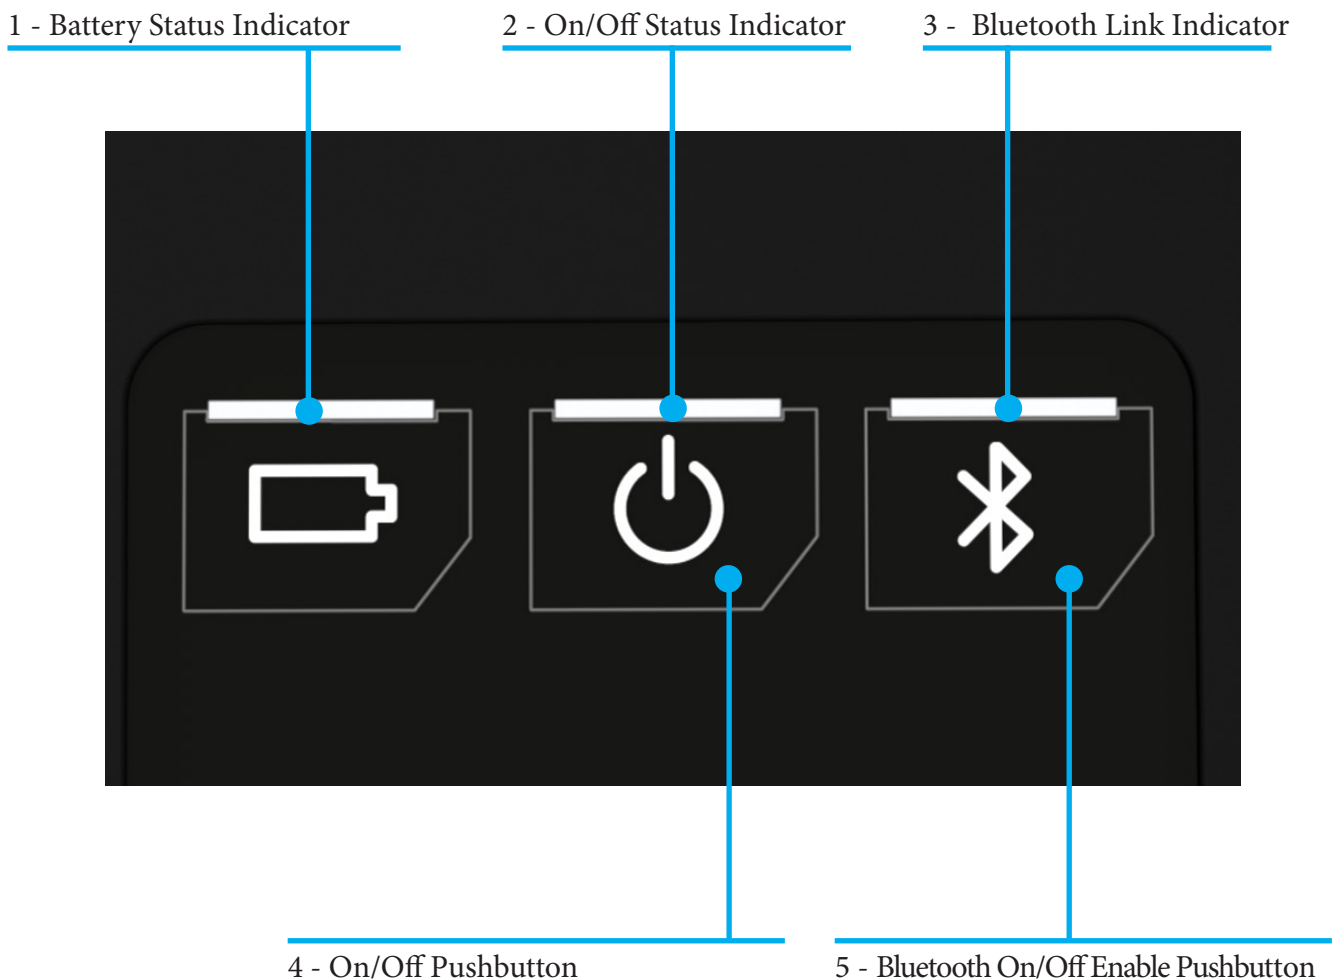 1 - Battery Status Indicator
2 - On/Off Status Indicator
3 -  Bluetooth Link Indicator
4 - On/Off Pushbutton
5 - Bluetooth On/Off Enable Pushbutton